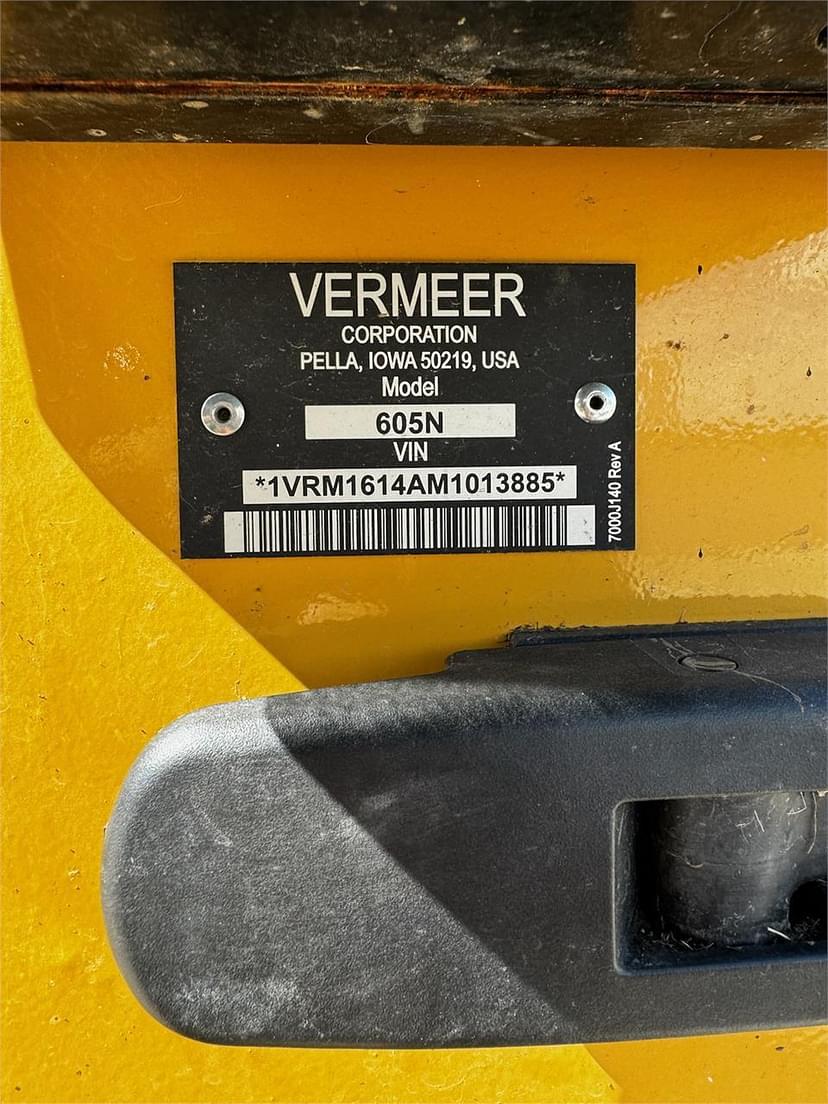 VERMEER
CORPORATION
PELLA, IOWA 50219, USA
Model
605N
VIN
*1VRM1614AM1013885*
7000J140 Rev A